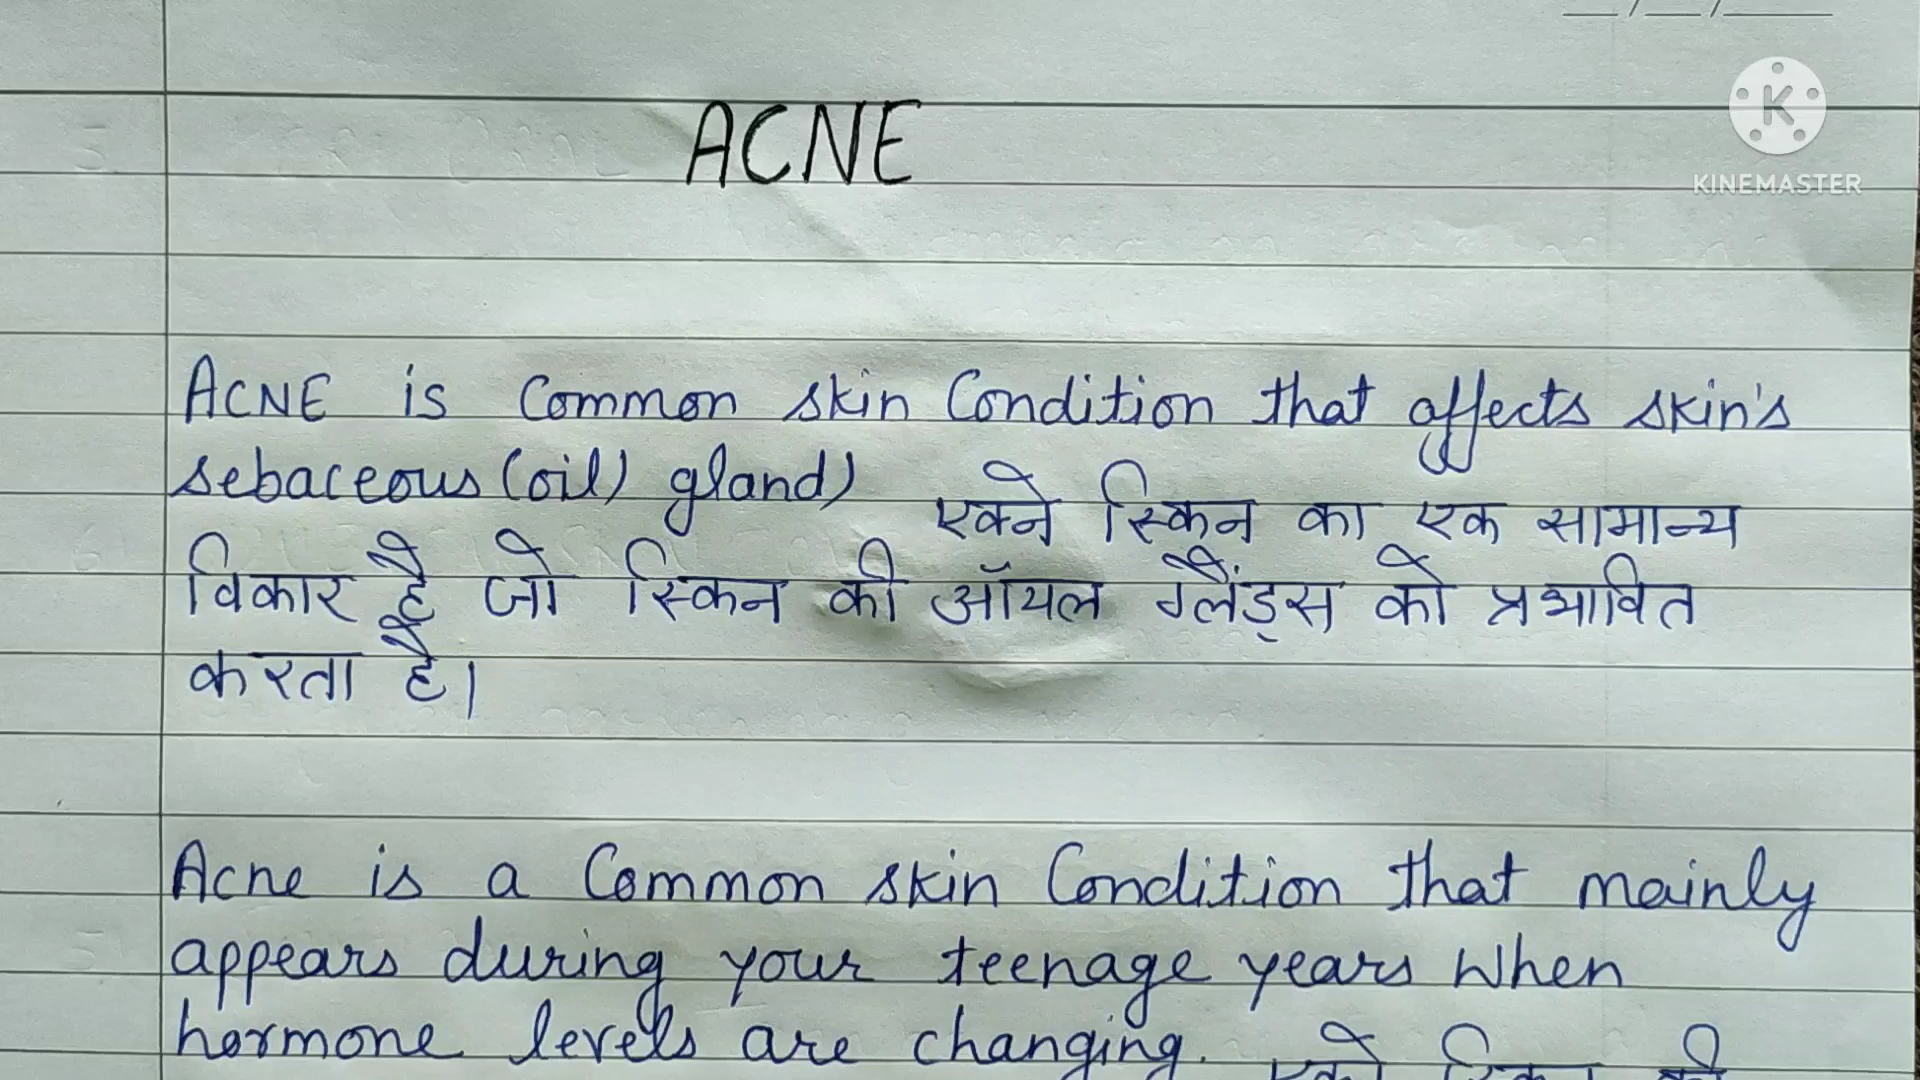 ACNE
KINEMASTER
ACNE is Common skin Condition that affects skin's
sebaceous (oil) gland) एक्ने स्किन का एक सामान्य
विकार है जो स्किन की ऑयल ग्लैंड्स को प्रभावित
करता है।
Acne is a Common skin Condition that mainly
appears during your teenage years when
hormone levels are changing.